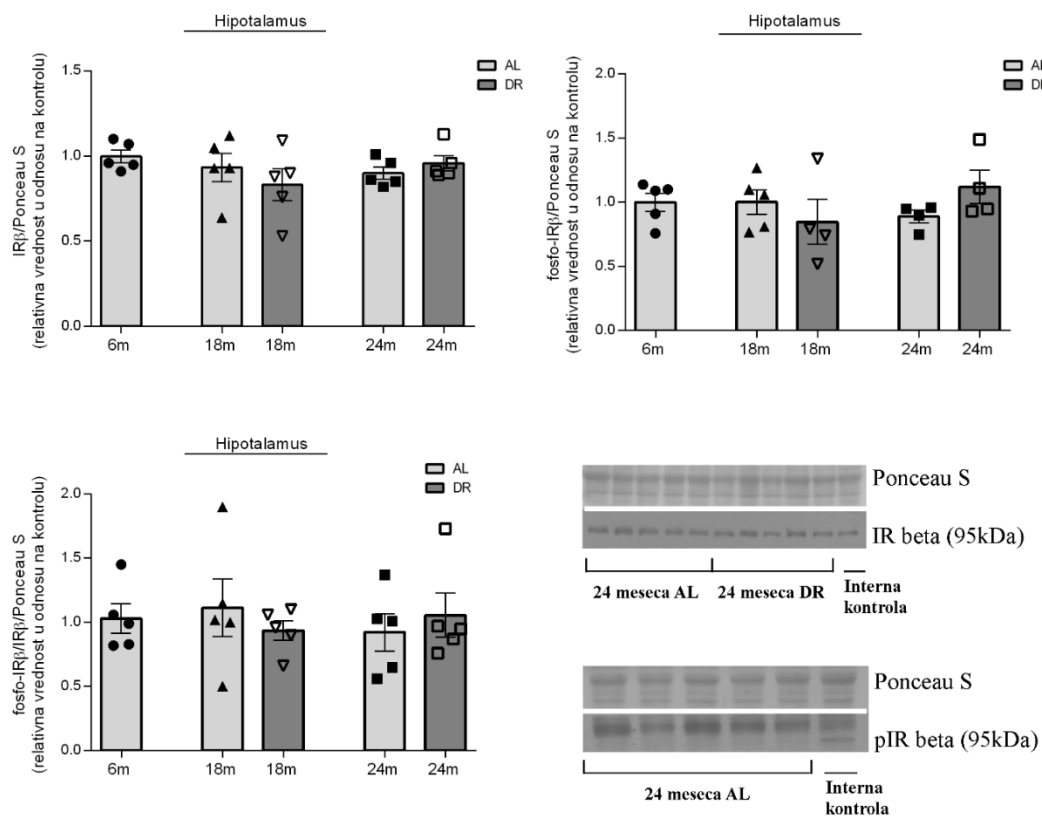 Hipotalamus
AL
DR
IRβ/Ponceau S
(relativna vrednost u odnosu na kontrolu)
1.5
1.0
0.5
0.0
6m
18m
18m
24m
24m
Hipotalamus
fosfo-IRβ/Ponceau S
(relativna vrednost u odnosu na kontrolu)
2.0
1.5
1.0
0.5
0.0
6m
18m
18m
24m
24m
Hipotalamus
AL
DR
fosfo-IRβ/IRβ/Ponceau S
(relativna vrednost u odnosu na kontrolu)
2.0
1.5
1.0
0.5
0.0
6m
18m
18m
24m
24m
Ponceau S
IR beta (95kDa)
24 meseca AL
24 meseca DR
Interna
kontrola
Ponceau S
pIR beta (95kDa)
24 meseca AL
Interna
kontrola